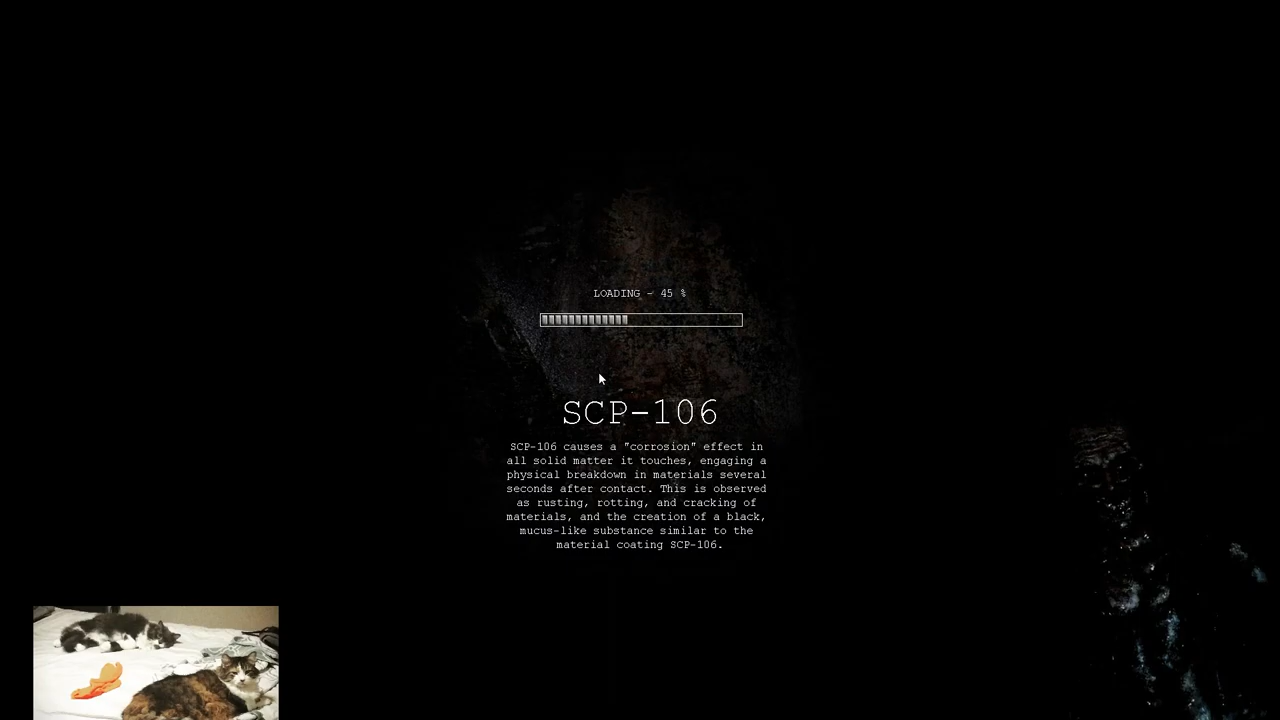 LOADING - 45 %
SCP-106
SCP-106 causes a "corrosion" effect in
all solid matter it touches, engaging a
physical breakdown in materials several
seconds after contact. This is observed
as rusting, rotting, and cracking of
materials, and the creation of a black,
mucus-like substance similar to the
material coating SCP-106.